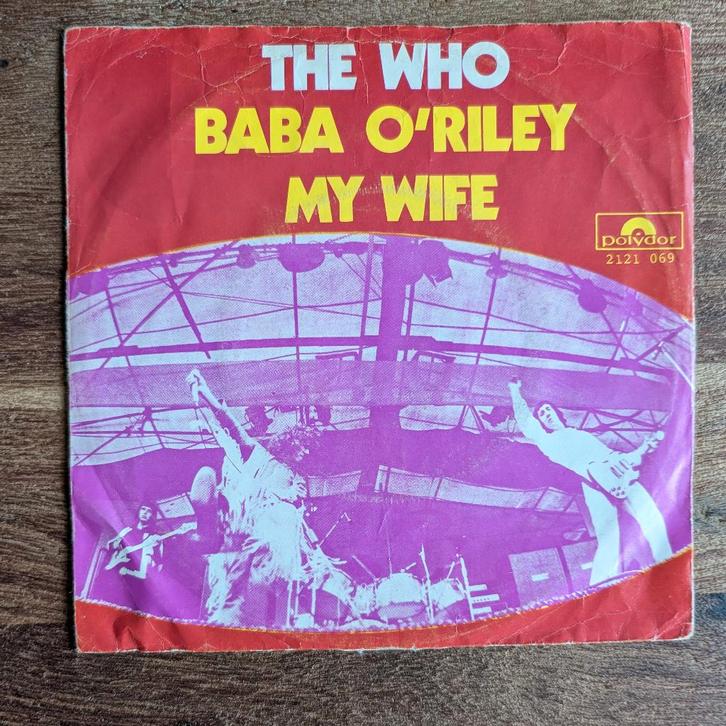 THE WHO
BABA O'RILEY
MY WIFE
polydor
2121 069